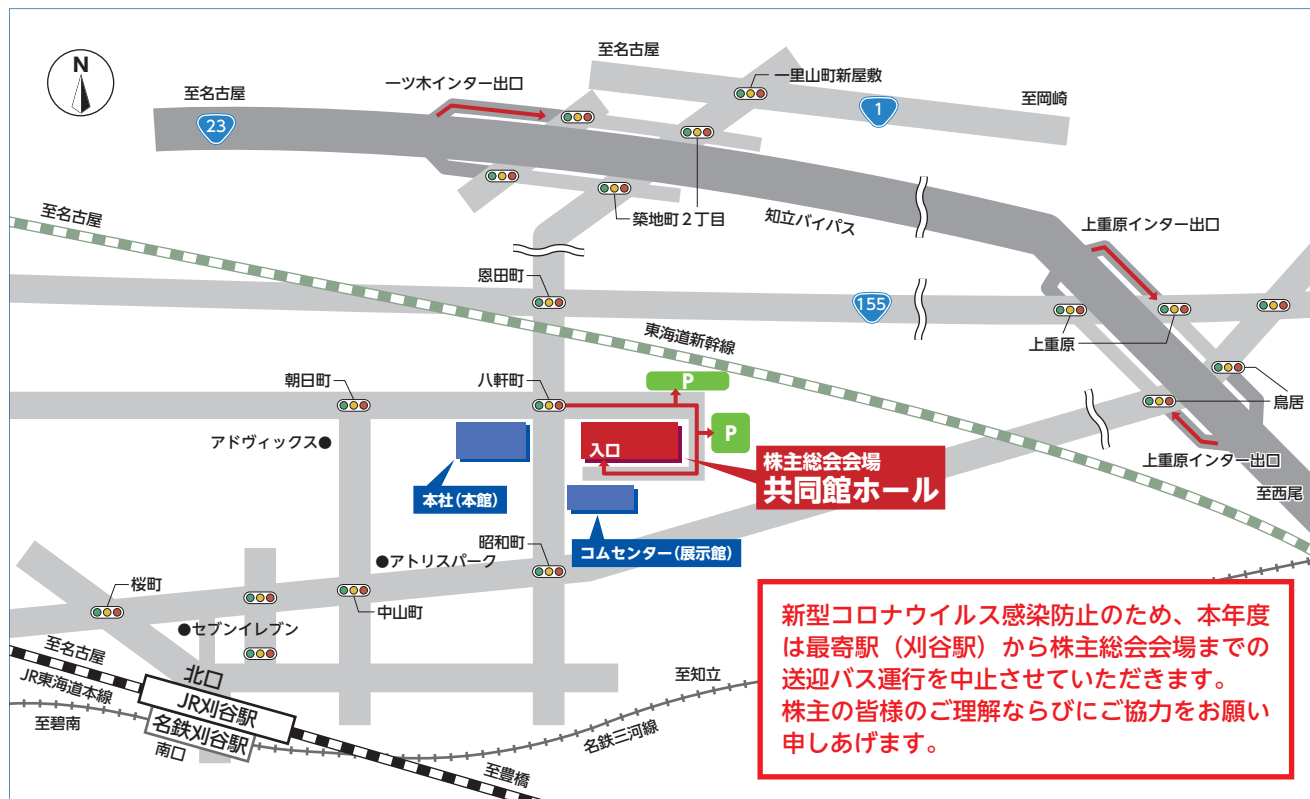 N
至名古屋
一里山町新屋敷
一ツ木インター出口
至名古屋
至岡崎
23
1
築地町2丁目
知立バイパス
至名古屋
上重原インター出口
恩田町
155
東海道新幹線
上重原
朝日町
八軒町
P
鳥居
アドヴィックス●
P
入口
株主総会会場
共同館ホール
上重原インター出口
本社(本館)
至西尾
昭和町
コムセンター(展示館)
●アトリスパーク
桜町
中山町
●セブンイレブン
至名古屋
JR東海道本線
北口
JR刈谷駅
名鉄刈谷駅
南口
至碧南
至知立
名鉄三河線
至豊橋
新型コロナウイルス感染防止のため、本年度
は最寄駅（刈谷駅）から株主総会会場までの
送迎バス運行を中止させていただきます。
株主の皆様のご理解ならびにご協力をお願い
申しあげます。